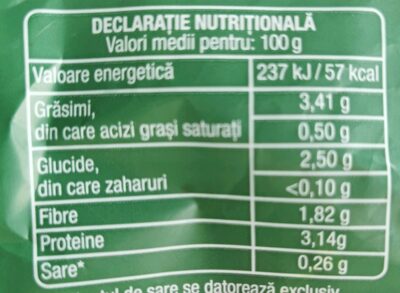 DECLARAȚIE NUTRIȚIONALĂ
Valori medii pentru: 100 g
Valoare energetică 237 kJ / 57 kcal
Grăsimi, 3,41 g
din care acizi grași saturați 0,50 g
Glucide, 2,50 g
din care zaharuri <0,10 g
Fibre 1,82 g
Proteine 3,14g
Sare* 0,26 g
de sare se datorează exclusiv